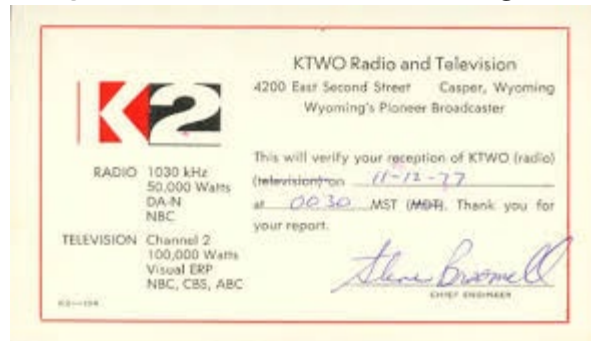 K2
KTWO Radio and Television
4200 East Second Street Casper, Wyoming
Wyoming's Pioneer Broadcaster
RADIO 1030 kHz
50,000 Watts
DA-N
NBC
TELEVISION Channel 2
100,000 Watts
Visual ERP
NBC, CBS, ABC
This will verify your reception of KTWO (radio)
(television) on 11-12-77
at 0030 MST (MDT). Thank you for
your report.
CHIEF ENGINEER